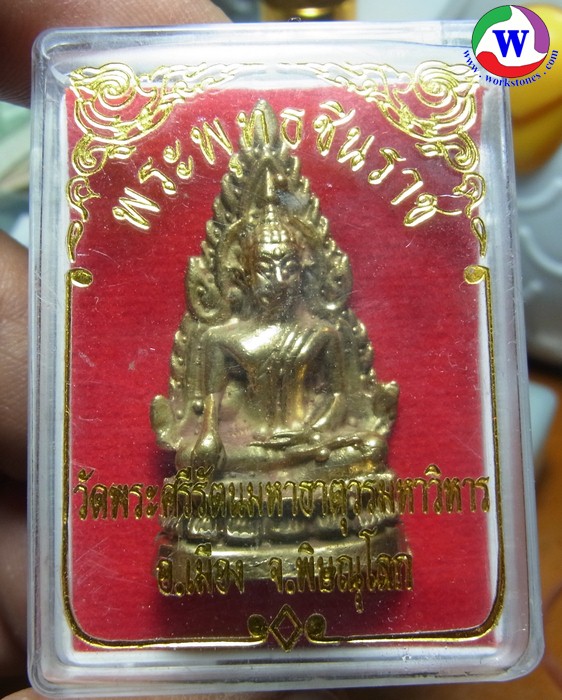 W
www.workstones.com
พระพุทธชินราช
วัดพระศรีรัตนมหาธาตุวรมหาวิหาร
อ.เมือง จ.พิษณุโลก